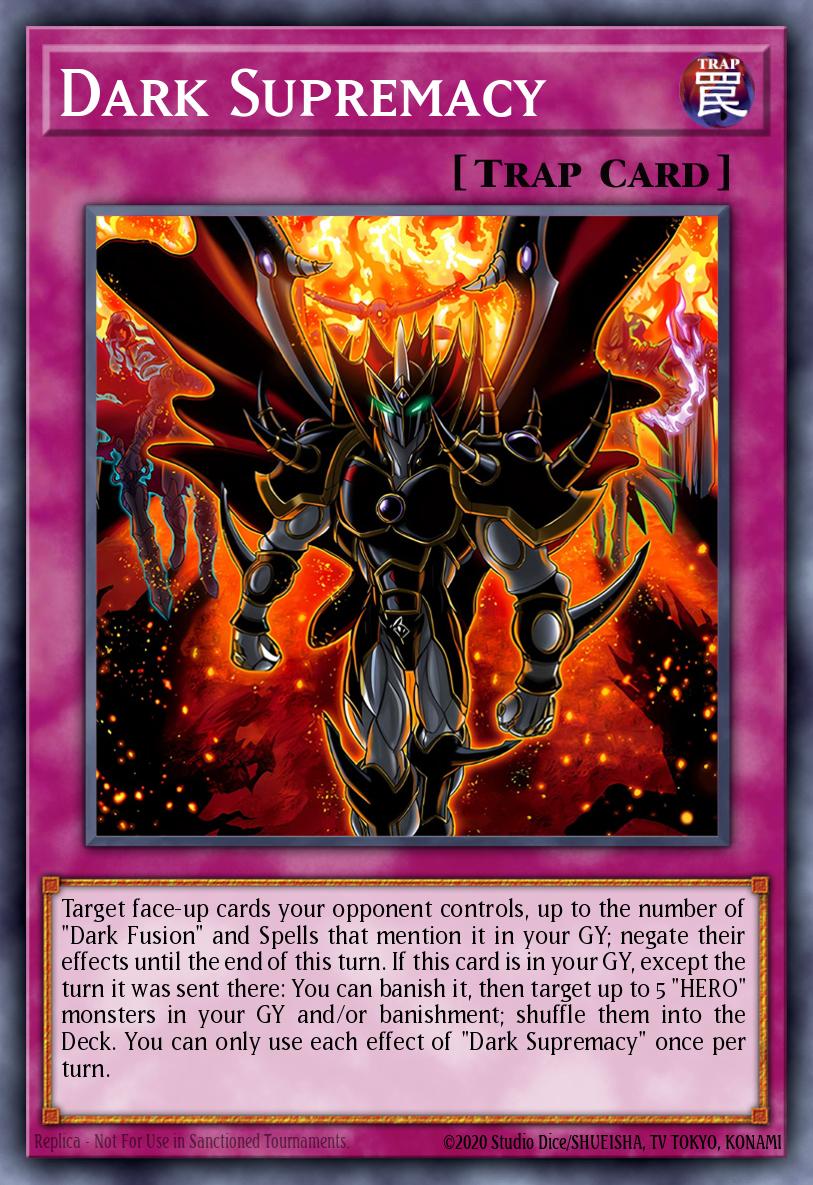 Dark Supremacy
TRAP
罠
[Trap Card]
Target face-up cards your opponent controls, up to the number of
"Dark Fusion" and Spells that mention it in your GY; negate their
effects until the end of this turn. If this card is in your GY, except the
turn it was sent there: You can banish it, then target up to 5 "HERO"
monsters in your GY and/or banishment; shuffle them into the
Deck. You can only use each effect of "Dark Supremacy" once per
turn.
Replica - Not For Use in Sanctioned Tournaments.
©2020 Studio Dice/SHUEISHA, TV TOKYO, KONAMI